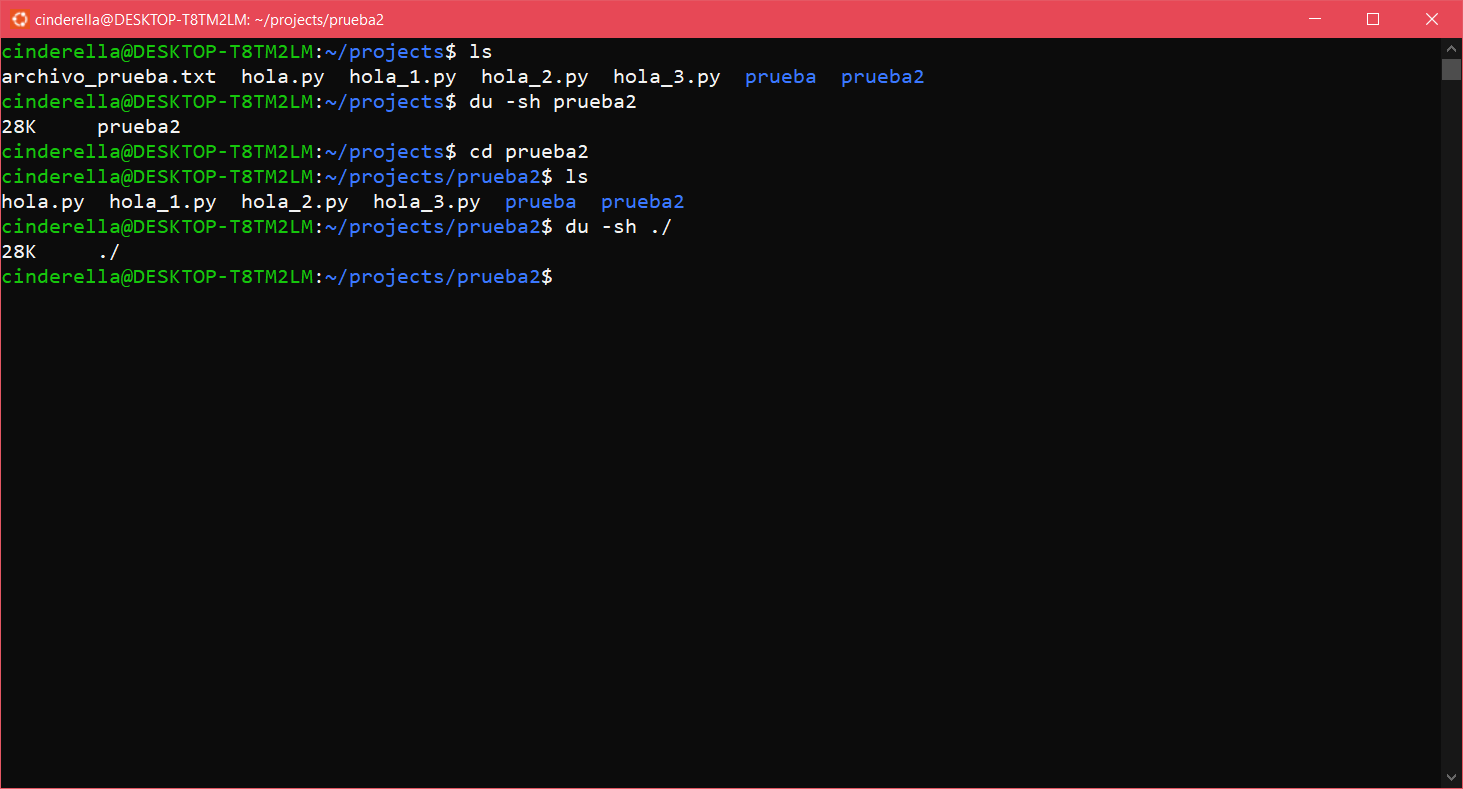 cinderella@DESKTOP-T8TM2LM: ~/projects/prueba2
cinderella@DESKTOP-T8TM2LM:~/projects$ ls
archivo_prueba.txt  hola.py  hola_1.py  hola_2.py  hola_3.py  prueba  prueba2
cinderella@DESKTOP-T8TM2LM:~/projects$ du -sh prueba2
28K     prueba2
cinderella@DESKTOP-T8TM2LM:~/projects$ cd prueba2
cinderella@DESKTOP-T8TM2LM:~/projects/prueba2$ ls
hola.py  hola_1.py  hola_2.py  hola_3.py  prueba  prueba2
cinderella@DESKTOP-T8TM2LM:~/projects/prueba2$ du -sh ./
28K     ./
cinderella@DESKTOP-T8TM2LM:~/projects/prueba2$